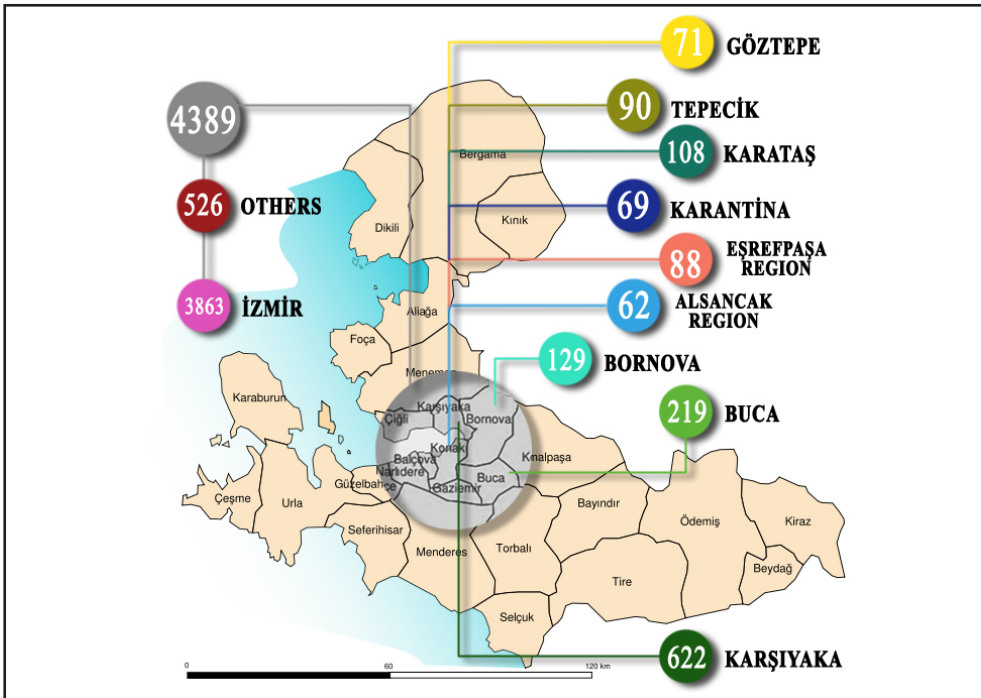 71 GÖZTEPE
4389
90 TEPECİK
108 KARATAŞ
Bergama
526 OTHERS
69 KARANTİNA
Kınık
Dikili
88 EŞREFPAŞA
REGION
3863 İZMİR
62 ALSANCAK
REGION
Aliağa
Foça
129 BORNOVA
Menemen
Karaburun
219 BUCA
Karşıyaka
Çiğli
Bornova
Konak
Kınalpaşa
Balçova
Narlıdere
Buca
Güzelbahçe
Gaziemir
Çeşme
Urla
Bayındır
Kiraz
Ödemiş
Seferihisar
Menderes
Torbalı
Beydağ
Tire
Selçuk
622 KARŞIYAKA
0 60 120 km